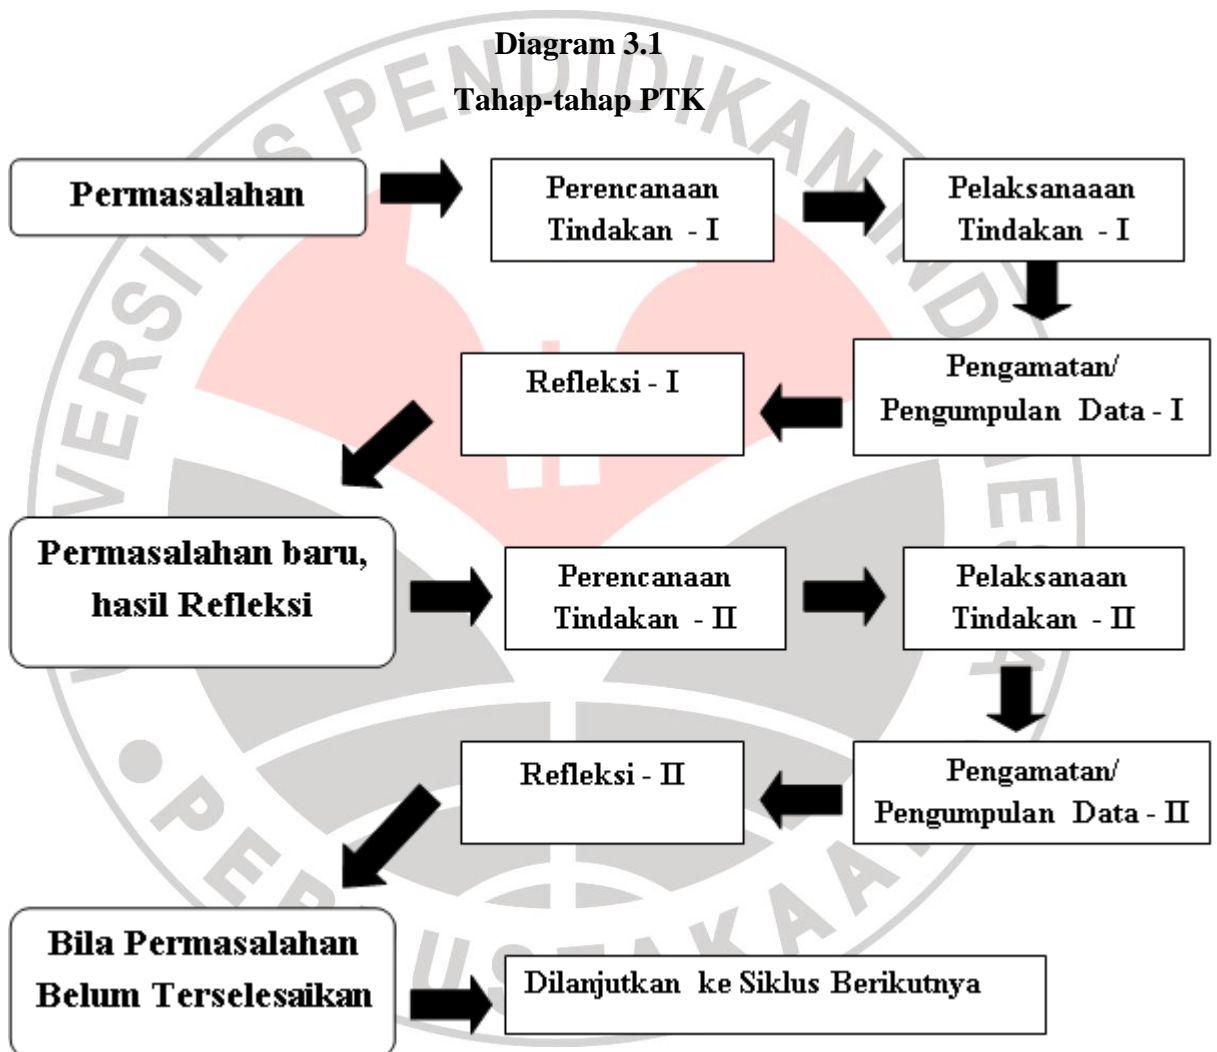 Diagram 3.1
Tahap-tahap PTK
Permasalahan
Perencanaan
Tindakan - I
Pelaksanaaan
Tindakan - I
Pengamatan/
Pengumpulan Data - I
Refleksi - I
Permasalahan baru,
hasil Refleksi
Perencanaan
Tindakan - II
Pelaksanaan
Tindakan - II
Pengamatan/
Pengumpulan Data - II
Refleksi - II
Bila Permasalahan
Belum Terselesaikan
Dilanjutkan ke Siklus Berikutnya